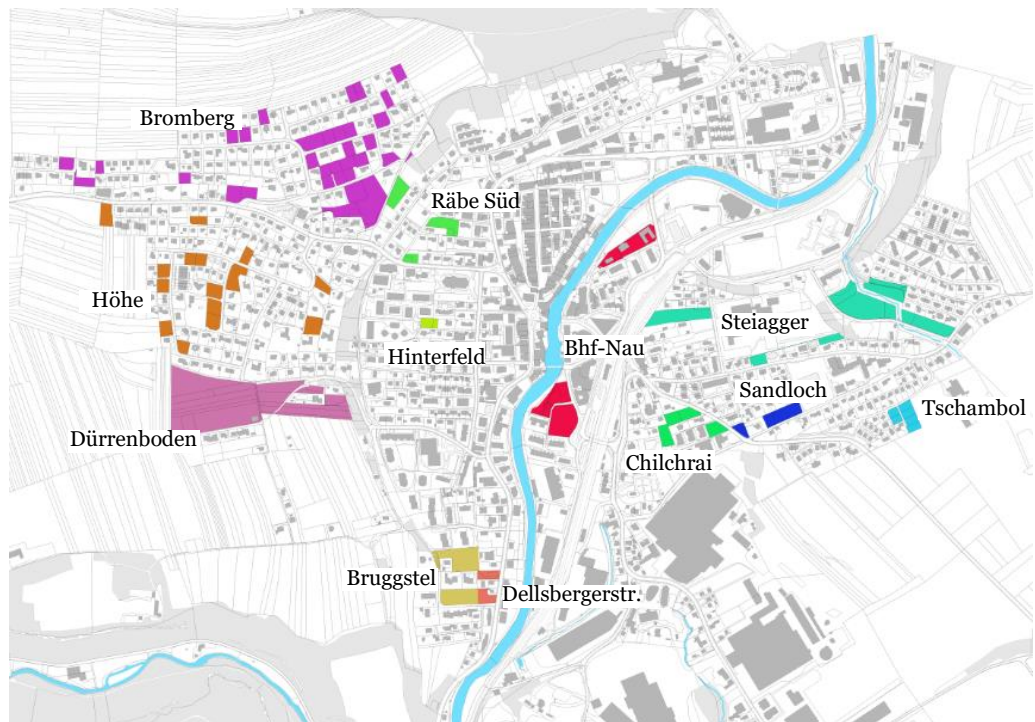 Bromberg
Räbe Süd
Höhe
Steiagger
Bhf-Nau
Hinterfeld
Sandloch
Tschambol
Dürrenboden
Chilchrai
Bruggstel
Dellsbergerstr.